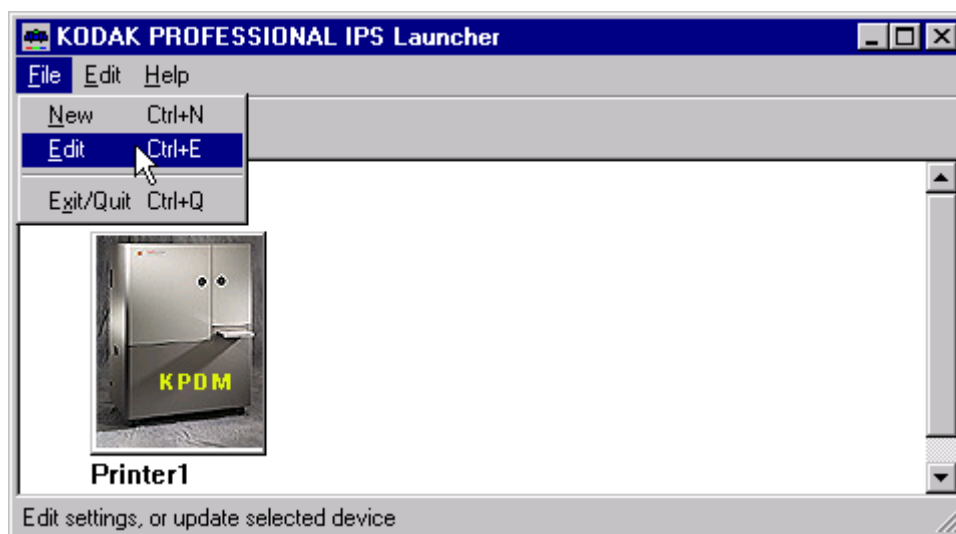 KODAK PROFESSIONAL IPS Launcher
File Edit Help
New Ctrl+N
Edit Ctrl+E
Exit/Quit Ctrl+Q
KPDM
Printer1
Edit settings, or update selected device